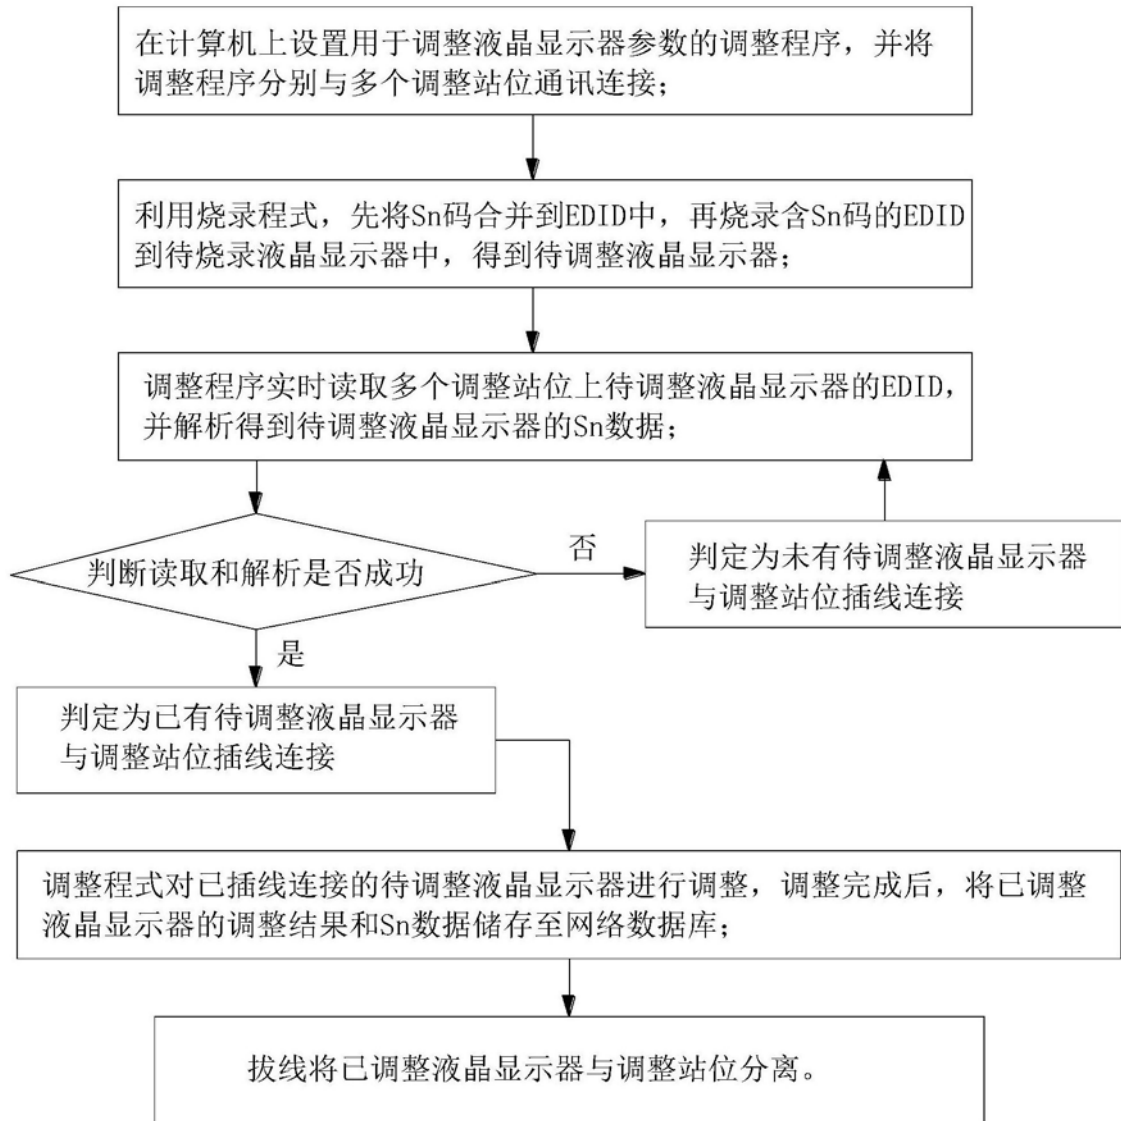 在计算机上设置用于调整液晶显示器参数的调整程序，并将
调整程序分别与多个调整站位通讯连接；
利用烧录程式，先将Sn码合并到EDID中，再烧录含Sn码的EDID
到待烧录液晶显示器中，得到待调整液晶显示器；
调整程序实时读取多个调整站位上待调整液晶显示器的EDID，
并解析得到待调整液晶显示器的Sn数据；
判断读取和解析是否成功
否
判定为未有待调整液晶显示器
与调整站位插线连接
是
判定为已有待调整液晶显示器
与调整站位插线连接
调整程式对已插线连接的待调整液晶显示器进行调整，调整完成后，将已调整
液晶显示器的调整结果和Sn数据储存至网络数据库；
拔线将已调整液晶显示器与调整站位分离。